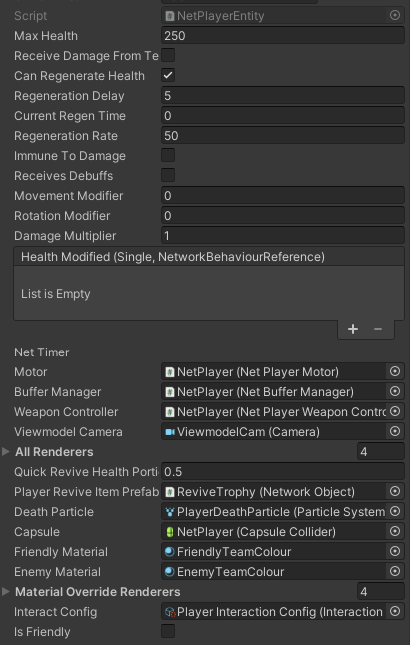 Script NetPlayerEntity
Max Health 250
Receive Damage From Te
Can Regenerate Health
Regeneration Delay 5
Current Regen Time 0
Regeneration Rate 50
Immune To Damage
Receives Debuffs
Movement Modifier 0
Rotation Modifier 0
Damage Multiplier 1
Health Modified (Single, NetworkBehaviourReference)
List is Empty
Net Timer
Motor NetPlayer (Net Player Motor)
Buffer Manager NetPlayer (Net Buffer Manager)
Weapon Controller NetPlayer (Net Player Weapon Contro
Viewmodel Camera ViewmodelCam (Camera)
All Renderers 4
Quick Revive Health Porti 0.5
Player Revive Item Prefab ReviveTrophy (Network Object)
Death Particle PlayerDeathParticle (Particle System
Capsule NetPlayer (Capsule Collider)
Friendly Material FriendlyTeamColour
Enemy Material EnemyTeamColour
Material Override Renderers 4
Interact Config Player Interaction Config (Interaction
Is Friendly